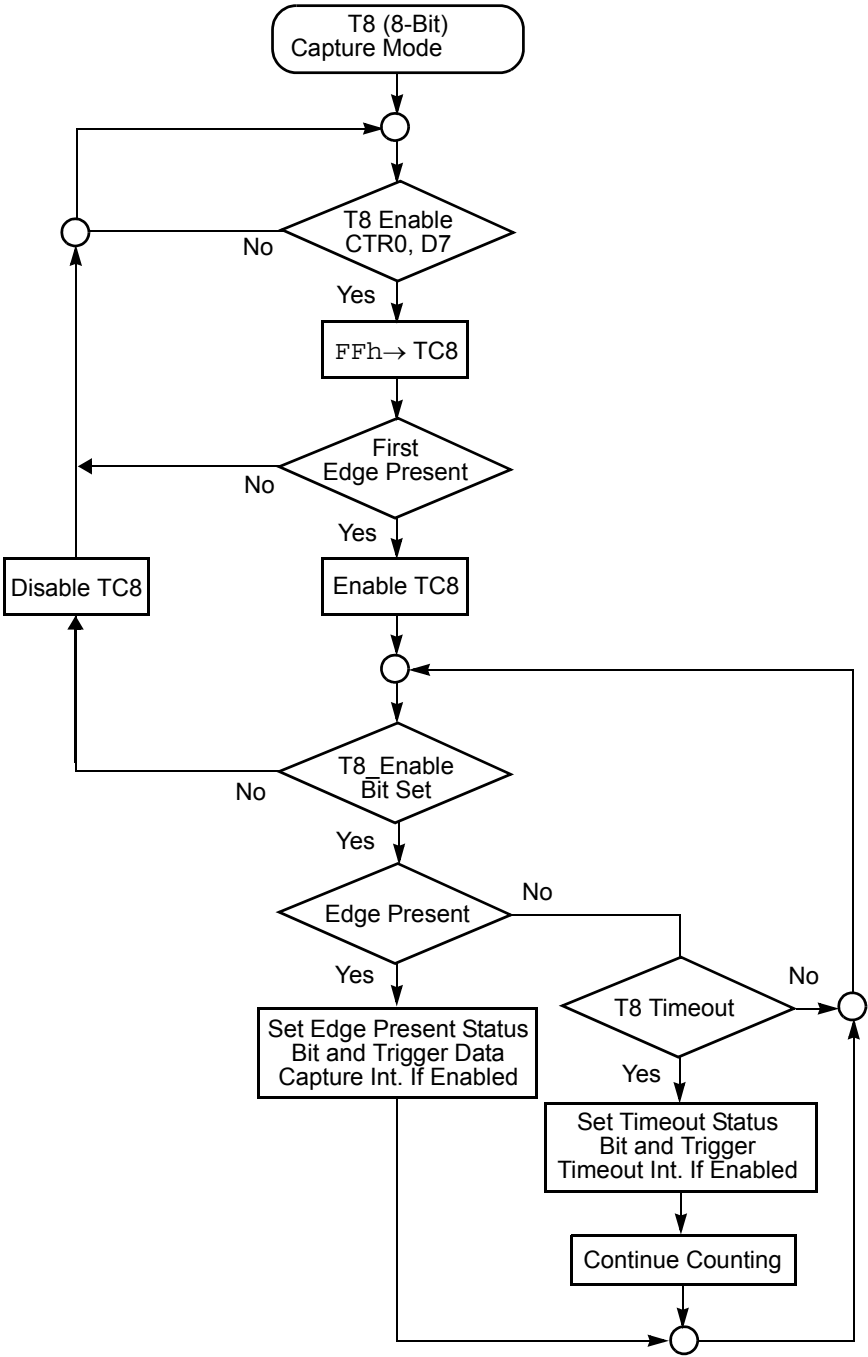 T8 (8-Bit)
Capture Mode
T8 Enable
CTR0, D7
No
Yes
FFh→ TC8
First
Edge Present
No
Yes
Disable TC8
Enable TC8
T8_Enable
Bit Set
No
Yes
Edge Present
No
Yes
T8 Timeout
No
Set Edge Present Status
Bit and Trigger Data
Capture Int. If Enabled
Yes
Set Timeout Status
Bit and Trigger
Timeout Int. If Enabled
Continue Counting